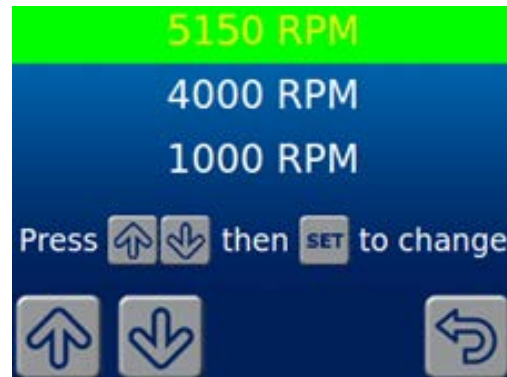 5150 RPM
4000 RPM
1000 RPM
Press then SET to change